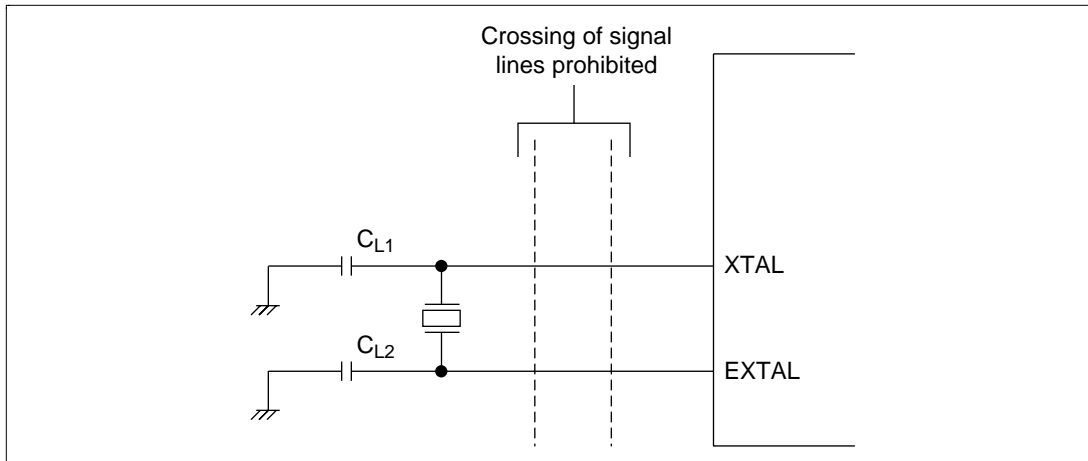 Crossing of signal
lines prohibited
CL1
XTAL
CL2
EXTAL